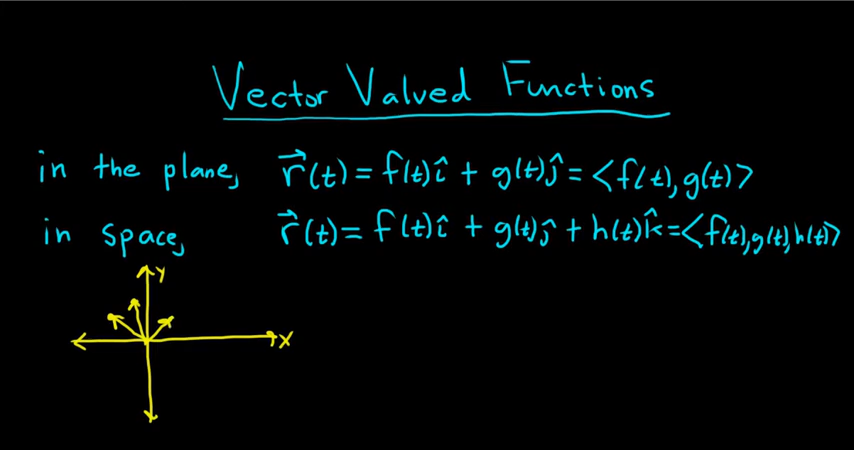 Vector Valued Functions
in the plane, r⃗(t) = f(t)î + g(t)ĵ = <f(t), g(t)>
in space, r⃗(t) = f(t)î + g(t)ĵ + h(t)k̂ = <f(t), g(t), h(t)>
Y
X